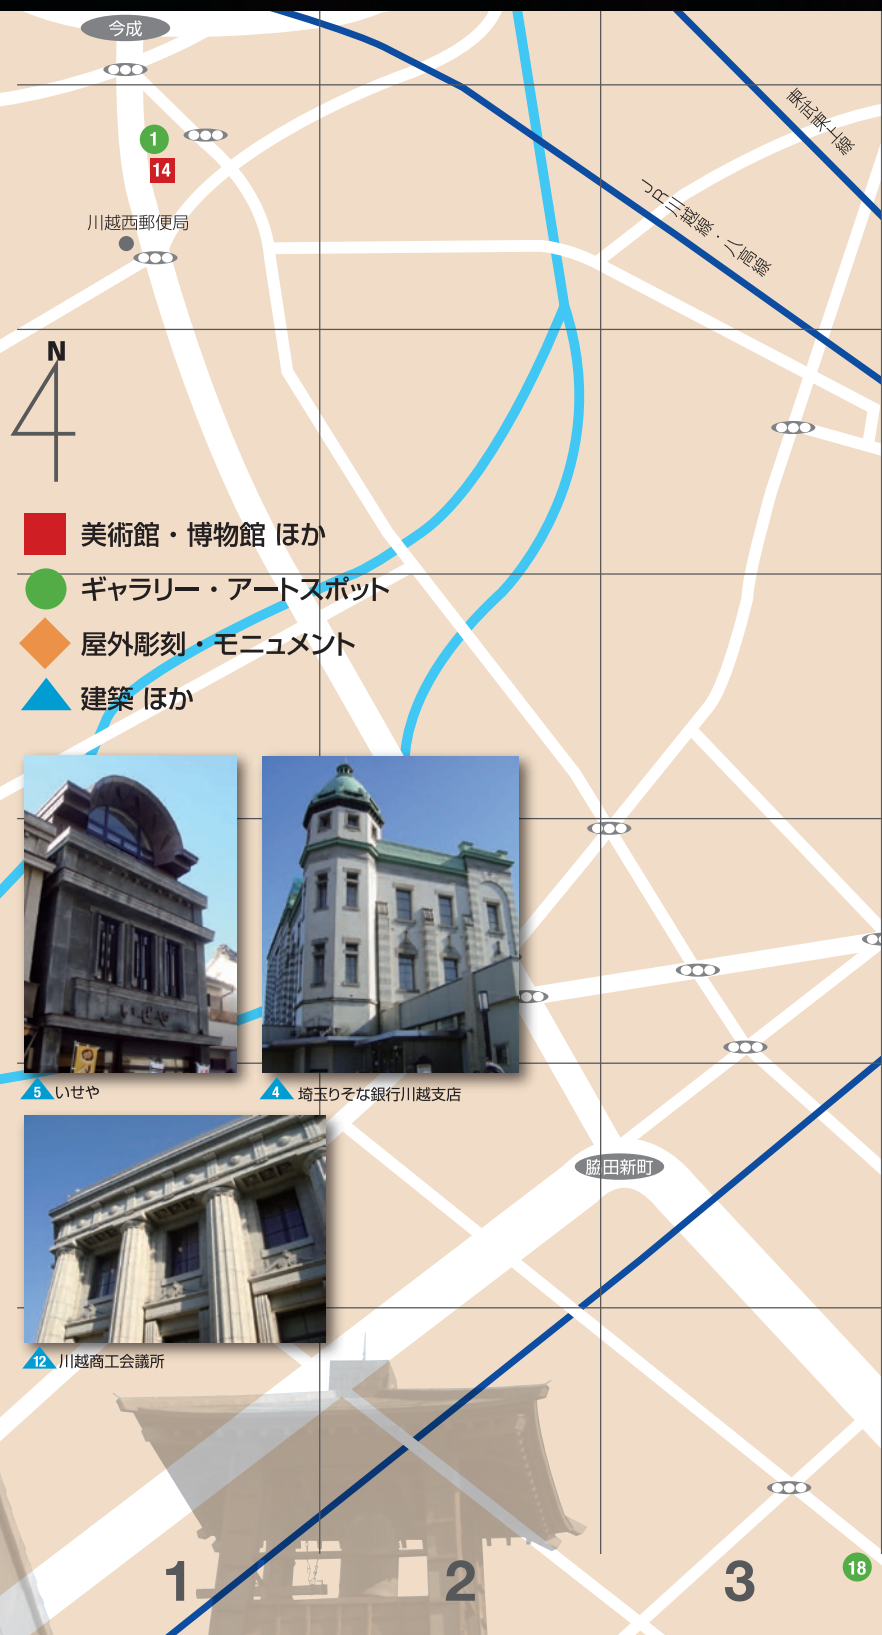 今成
東武東上線
1
14
JR川越線・八高線
川越西郵便局
N
美術館・博物館 ほか
ギャラリー・アートスポット
屋外彫刻・モニュメント
建築 ほか
5 いせや
4 埼玉りそな銀行川越支店
脇田新町
12 川越商工会議所
1
2
3
18